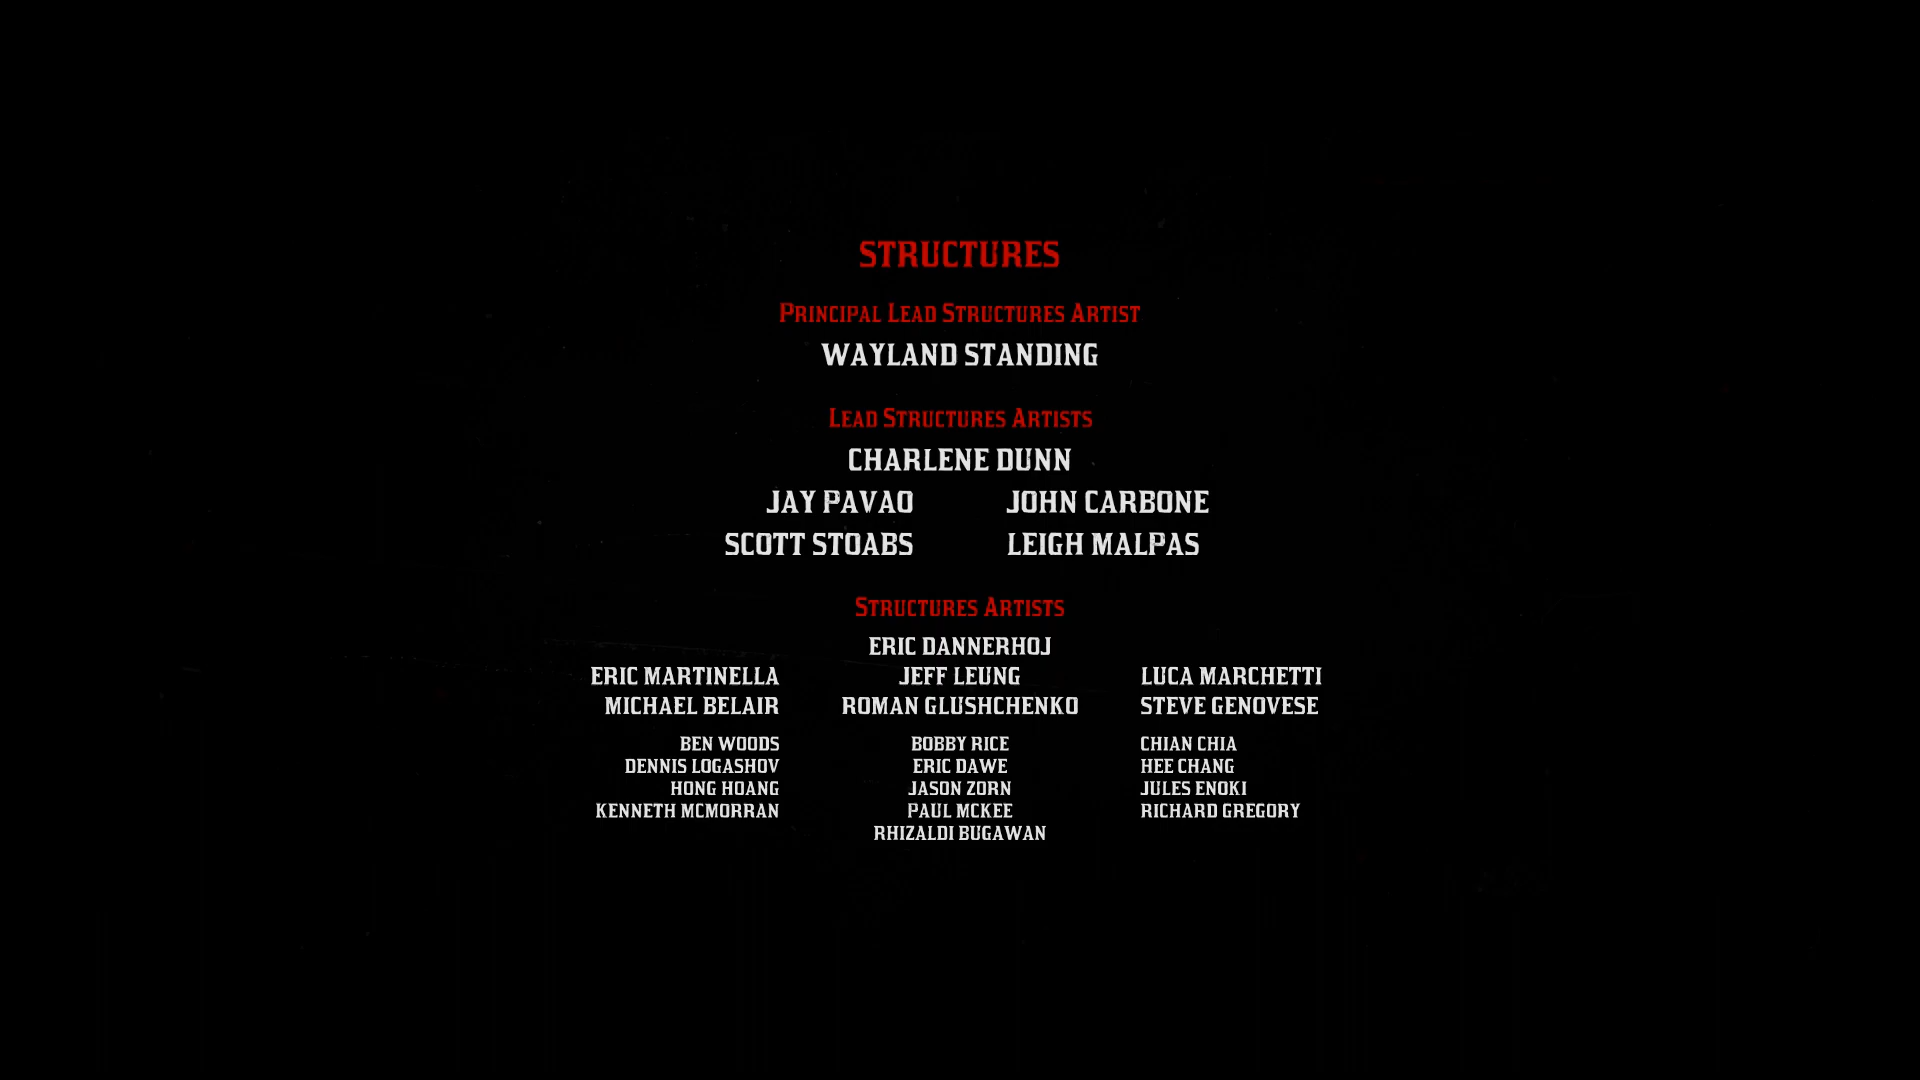 STRUCTURES
PRINCIPAL LEAD STRUCTURES ARTIST
WAYLAND STANDING
LEAD STRUCTURES ARTISTS
CHARLENE DUNN
JAY PAVAO JOHN CARBONE
SCOTT STOABS LEIGH MALPAS
STRUCTURES ARTISTS
ERIC DANNERHOJ
ERIC MARTINELLA JEFF LEUNG LUCA MARCHETTI
MICHAEL BELAIR ROMAN GLUSHCHENKO STEVE GENOVESE
BEN WOODS BOBBY RICE CHIAN CHIA
DENNIS LOGASHOV ERIC DAWE HEE CHANG
HONG HOANG JASON ZORN JULES ENOKI
KENNETH MCMORRAN PAUL MCKEE RICHARD GREGORY
RHIZALDI BUGAWAN